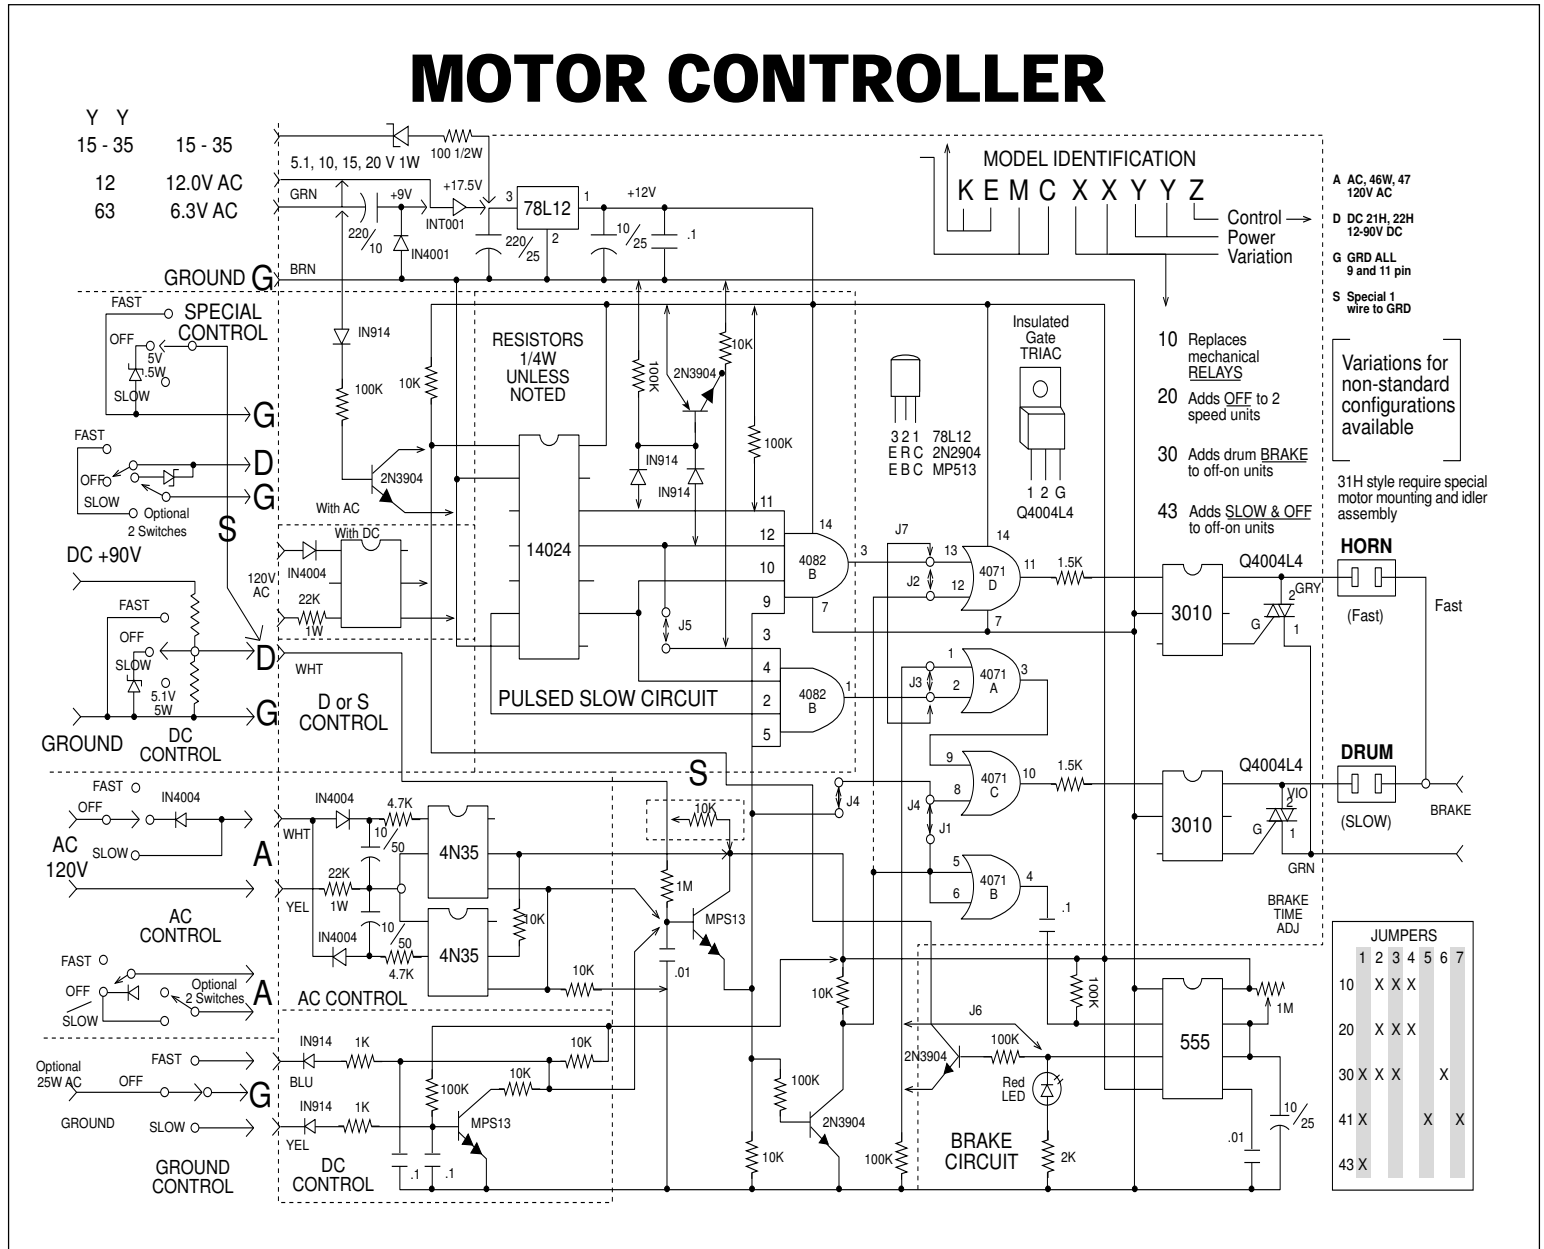 MOTOR CONTROLLER
Y Y
15 - 35
15 - 35
12
12.0V AC
63
6.3V AC
5.1, 10, 15, 20 V 1W
100 1/2W
GRN
+9V
+17.5V
INT001
220/10
IN4001
3
78L12
1
2
220/25
+12V
10/25
.1
GROUND G
BRN
MODEL IDENTIFICATION
K E M C X X Y Y Z
Control
Power
Variation
A AC, 46W, 47
120V AC
D DC 21H, 22H
12-90V DC
G GRD ALL
9 and 11 pin
S Special 1
wire to GRD
10 Replaces
mechanical
RELAYS
20 Adds OFF to 2
speed units
30 Adds drum BRAKE
to off-on units
43 Adds SLOW & OFF
to off-on units
Variations for
non-standard
configurations
available
31H style require special
motor mounting and idler
assembly
FAST
SPECIAL
CONTROL
OFF
5V
.5W
SLOW
G
FAST
OFF
D
SLOW
G
Optional
2 Switches
S
IN914
100K
10K
2N3904
With AC
RESISTORS
1/4W
UNLESS
NOTED
14024
100K
2N3904
10K
100K
IN914
IN914
11
12
10
9
14
4082
B
3
7
J5
3
4
2
5
4082
B
1
PULSED SLOW CIRCUIT
3 2 1 78L12
E R C 2N2904
E B C MP513
Insulated
Gate
TRIAC
1 2 G
Q4004L4
J7
J2
13
12
14
4071
D
11
7
1.5K
3010
Q4004L4
GRY
2
G
1
HORN
(Fast)
Fast
J3
1
2
4071
A
3
9
8
4071
C
10
1.5K
3010
Q4004L4
VIO
2
G
1
GRN
DRUM
(SLOW)
BRAKE
J4
J4
J1
5
6
4071
B
4
.1
BRAKE
TIME
ADJ
DC +90V
120V
AC
With DC
IN4004
22K
1W
FAST
OFF
SLOW
5.1V
5W
D
WHT
G
GROUND
DC
CONTROL
D or S
CONTROL
S
10K
FAST
OFF
IN4004
SLOW
AC
120V
A
AC
CONTROL
WHT
IN4004
4.7K
10/50
4N35
22K
1W
YEL
10/50
IN4004
4.7K
4N35
10K
10K
AC CONTROL
1M
MPS13
.01
FAST
OFF
SLOW
Optional
2 Switches
A
Optional
25W AC
FAST
OFF
G
GROUND
SLOW
GROUND
CONTROL
IN914
1K
BLU
100K
10K
10K
IN914
1K
YEL
MPS13
.1
.1
DC
CONTROL
10K
100K
2N3904
10K
100K
J6
2N3904
100K
Red
LED
2K
BRAKE
CIRCUIT
100K
555
1M
.01
10/25
JUMPERS
1 2 3 4 5 6 7
10 X X X
20 X X X
30 X X X X
41 X X X
43 X